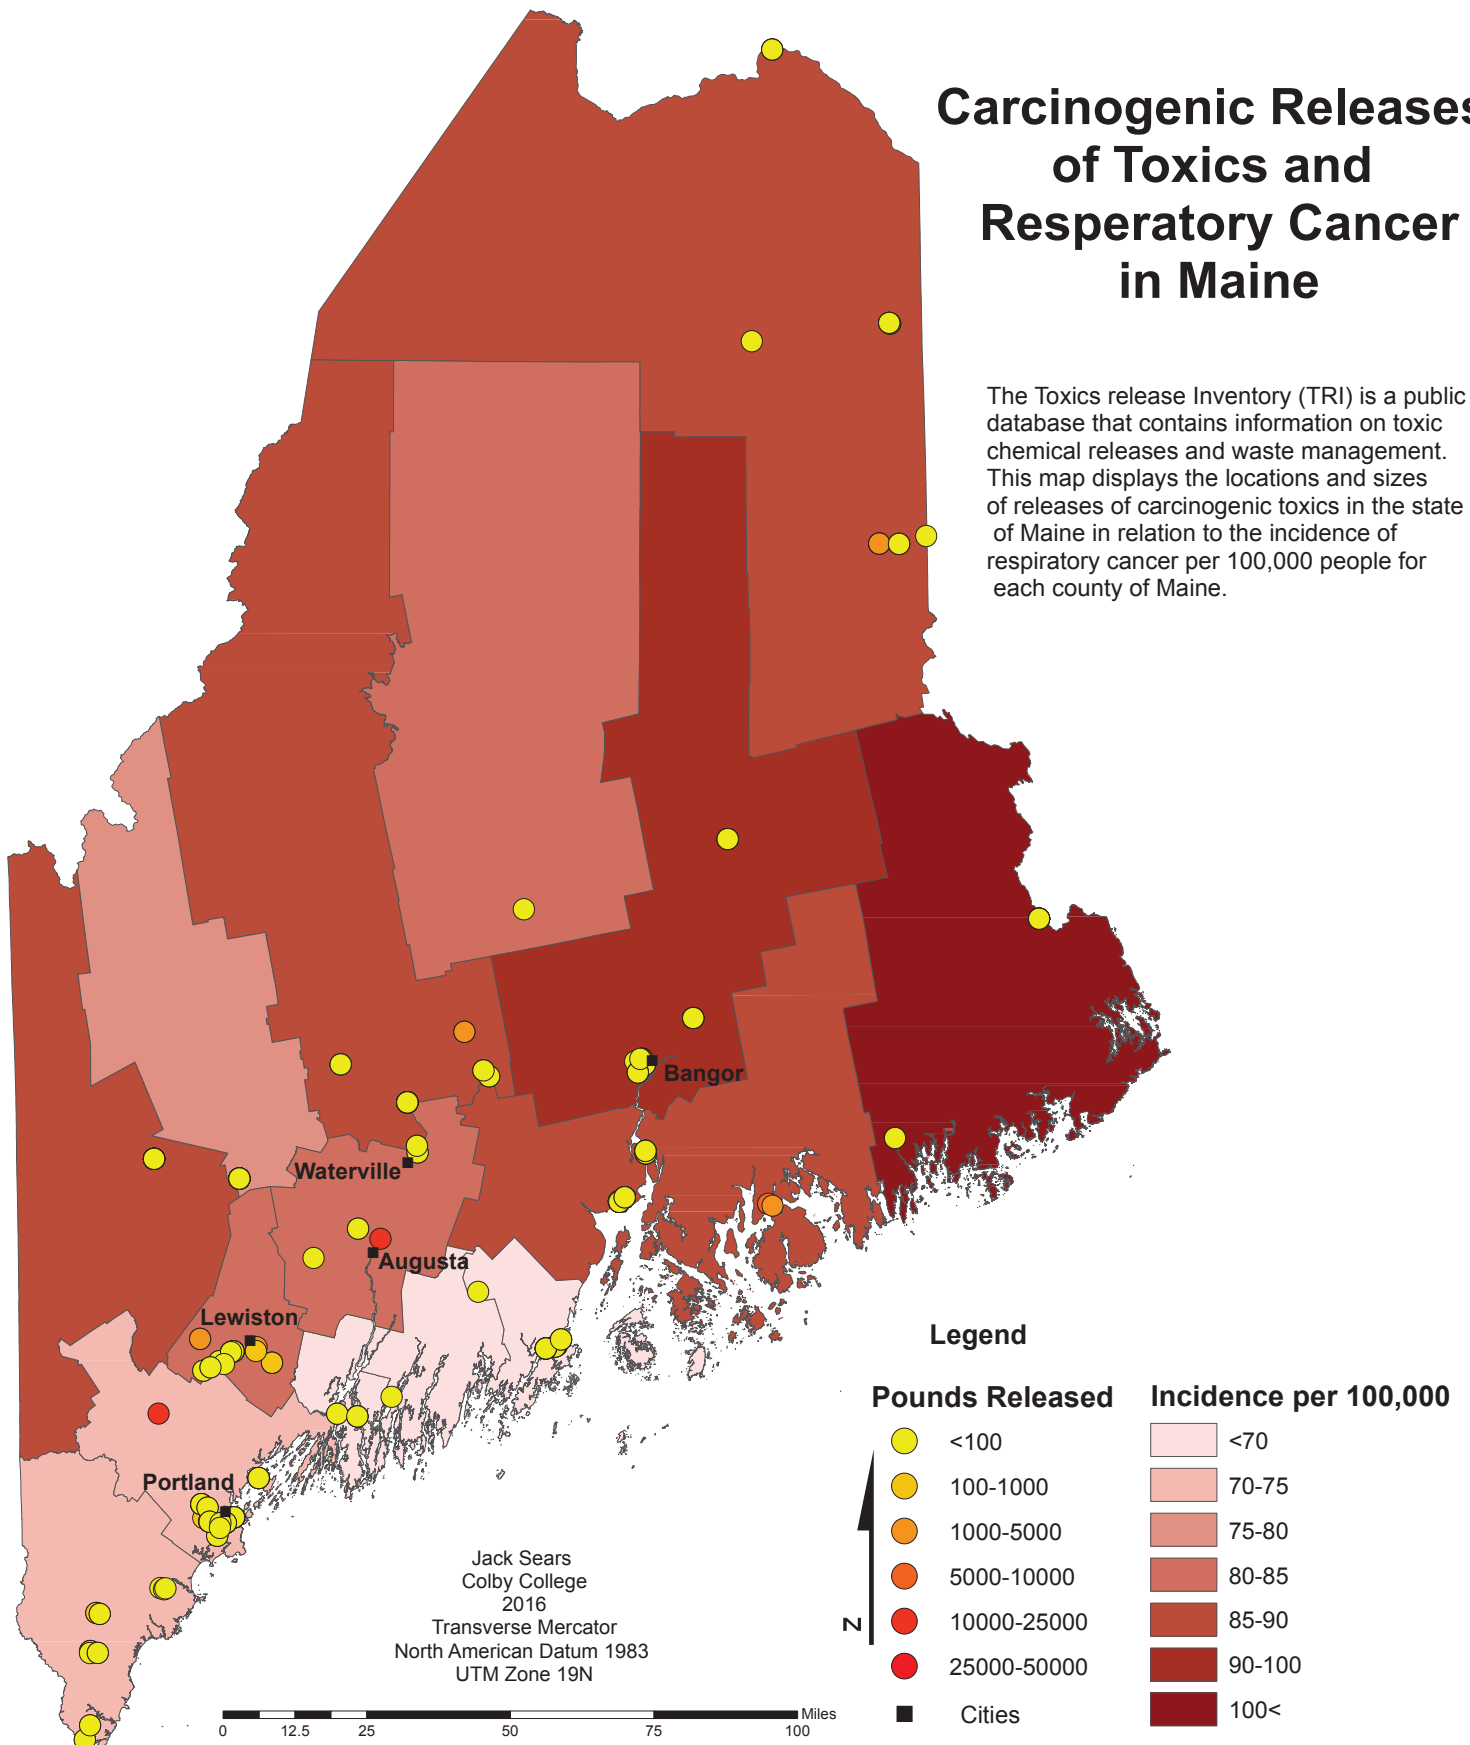 Carcinogenic Releases
of Toxics and
Resperatory Cancer
in Maine
The Toxics release Inventory (TRI) is a public
database that contains information on toxic
chemical releases and waste management.
This map displays the locations and sizes
of releases of carcinogenic toxics in the state
of Maine in relation to the incidence of
respiratory cancer per 100,000 people for
each county of Maine.
Bangor
Waterville
Augusta
Lewiston
Portland
Legend
Pounds Released
<100
100-1000
1000-5000
5000-10000
10000-25000
25000-50000
Cities
Incidence per 100,000
<70
70-75
75-80
80-85
85-90
90-100
100<
N
Jack Sears
Colby College
2016
Transverse Mercator
North American Datum 1983
UTM Zone 19N
Miles
0 12.5 25 50 75 100